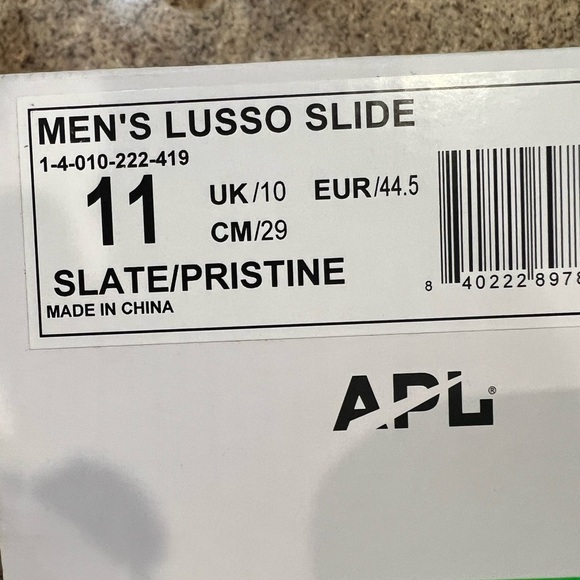 MEN'S LUSSO SLIDE
1-4-010-222-419
11 UK/10 EUR/44.5
CM/29
SLATE/PRISTINE
MADE IN CHINA
8 40222 8978
APL®